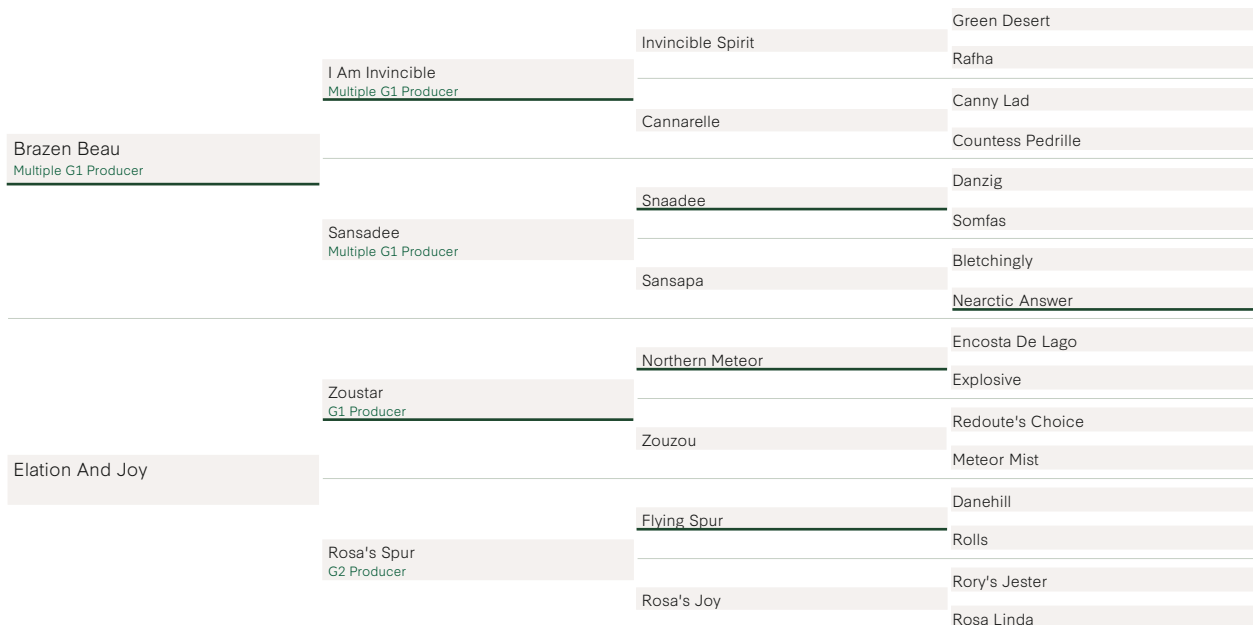 Brazen Beau
Multiple G1 Producer
Elation And Joy
I Am Invincible
Multiple G1 Producer
Sansadee
Multiple G1 Producer
Zoustar
G1 Producer
Rosa's Spur
G2 Producer
Invincible Spirit
Cannarelle
Snaadee
Sansapa
Northern Meteor
Zouzou
Flying Spur
Rosa's Joy
Green Desert
Rafha
Canny Lad
Countess Pedrille
Danzig
Somfas
Bletchingly
Nearctic Answer
Encosta De Lago
Explosive
Redoute's Choice
Meteor Mist
Danehill
Rolls
Rory's Jester
Rosa Linda